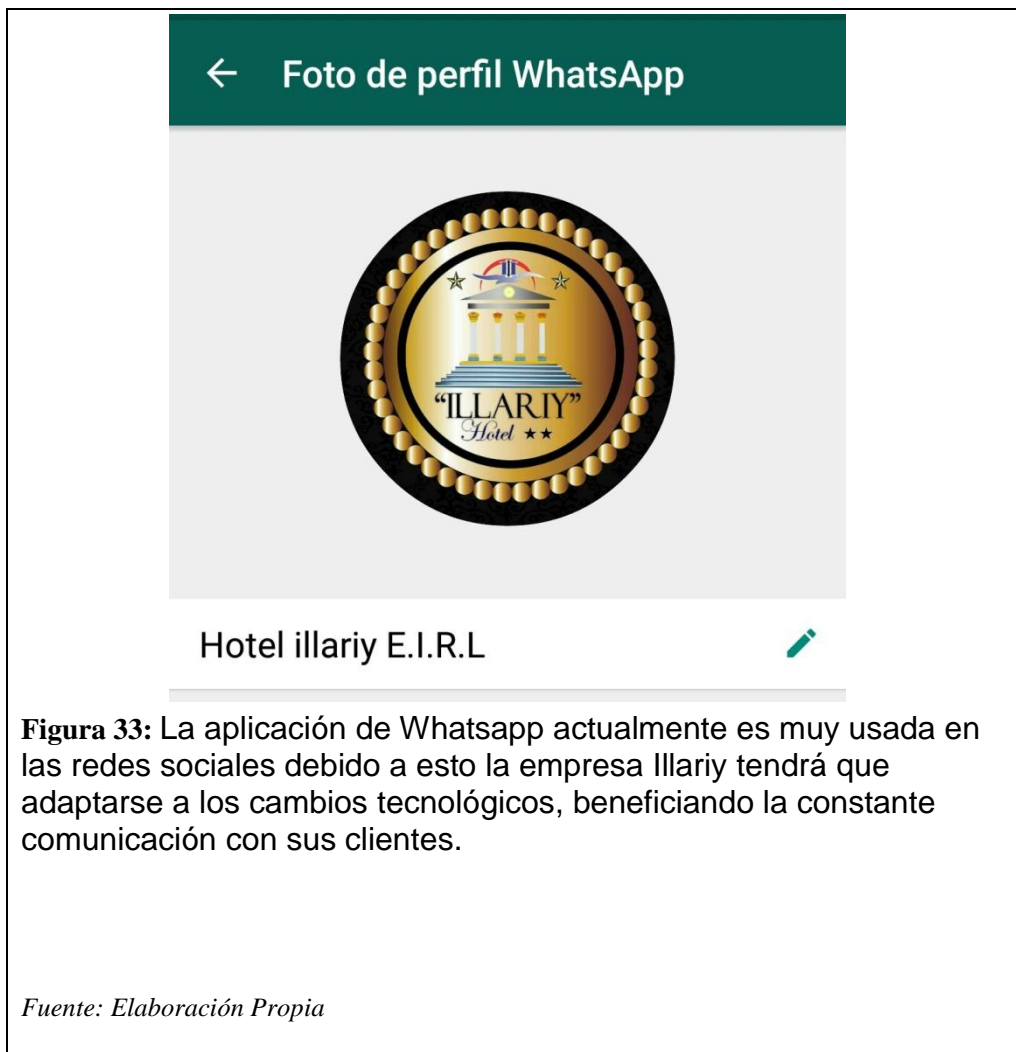 Foto de perfil WhatsApp
“ILLARIY”
Hotel
Hotel illariy E.I.R.L
Figura 33: La aplicación de Whatsapp actualmente es muy usada en
las redes sociales debido a esto la empresa Illariy tendrá que
adaptarse a los cambios tecnológicos, beneficiando la constante
comunicación con sus clientes.
Fuente: Elaboración Propia